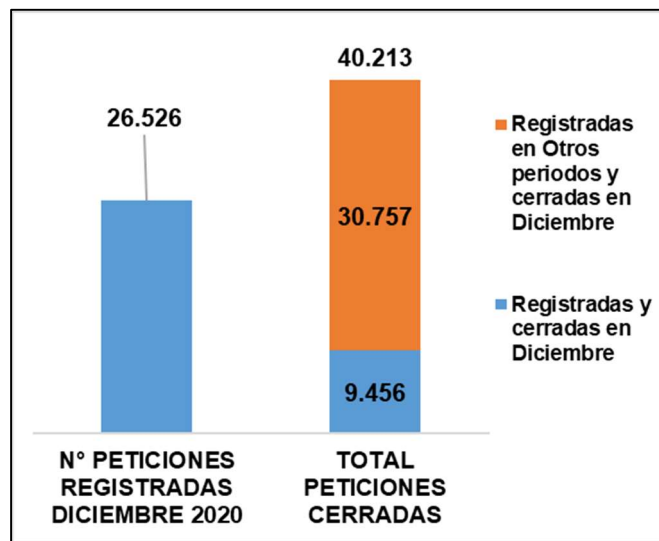 40.213
26.526
30.757
9.456
N° PETICIONES
REGISTRADAS
DICIEMBRE 2020
TOTAL
PETICIONES
CERRADAS
Registradas
en Otros
periodos y
cerradas en
Diciembre
Registradas y
cerradas en
Diciembre